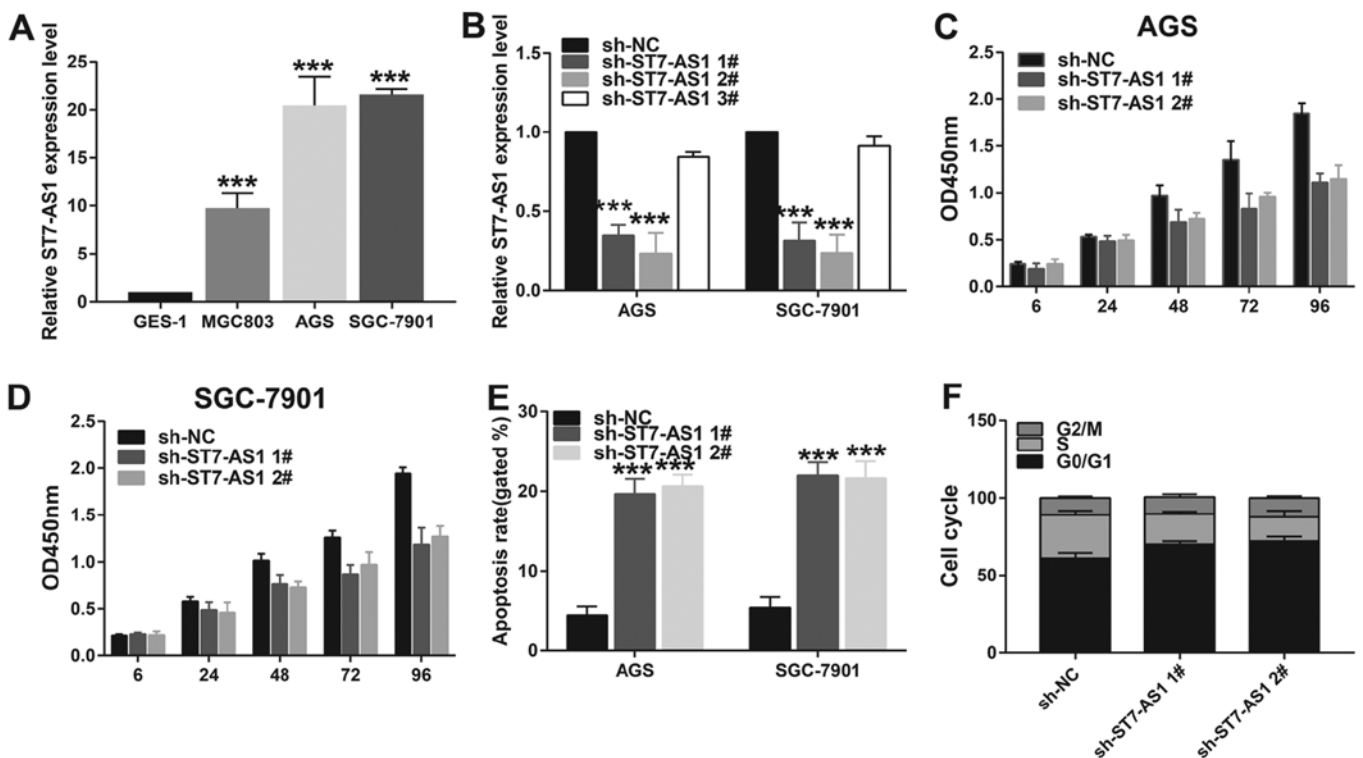 A
Relative ST7-AS1 expression level
25
20
15
10
5
0
***
***
***
GES-1 MGC803 AGS SGC-7901
B
Relative ST7-AS1 expression level
1.5
1.0
0.5
0.0
sh-NC
sh-ST7-AS1 1#
sh-ST7-AS1 2#
sh-ST7-AS1 3#
*** ***
*** ***
AGS SGC-7901
C
AGS
OD450nm
2.5
2.0
1.5
1.0
0.5
0.0
sh-NC
sh-ST7-AS1 1#
sh-ST7-AS1 2#
6 24 48 72 96
D
SGC-7901
OD450nm
2.5
2.0
1.5
1.0
0.5
0.0
sh-NC
sh-ST7-AS1 1#
sh-ST7-AS1 2#
6 24 48 72 96
E
Apoptosis rate(gated %)
30
20
10
0
sh-NC
sh-ST7-AS1 1#
sh-ST7-AS1 2#
*** ***
*** ***
AGS SGC-7901
F
Cell cycle
150
100
50
0
G2/M
S
G0/G1
sh-NC
sh-ST7-AS1 1#
sh-ST7-AS1 2#